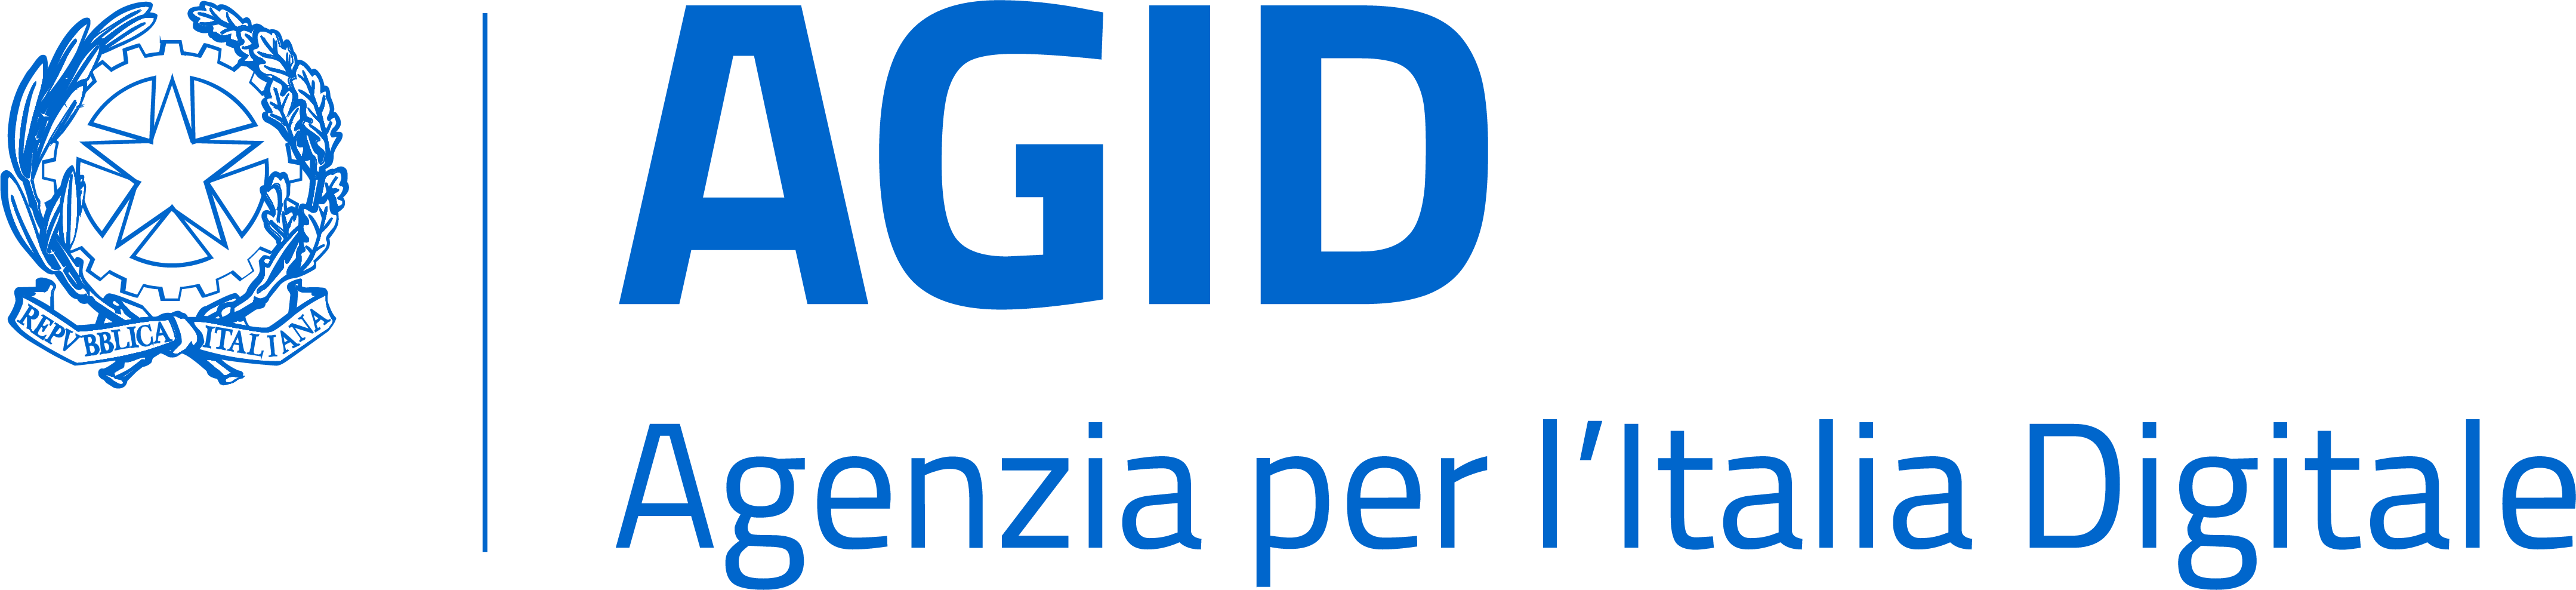 REPVBBLICA ITALIANA
AGID
Agenzia per l’Italia Digitale